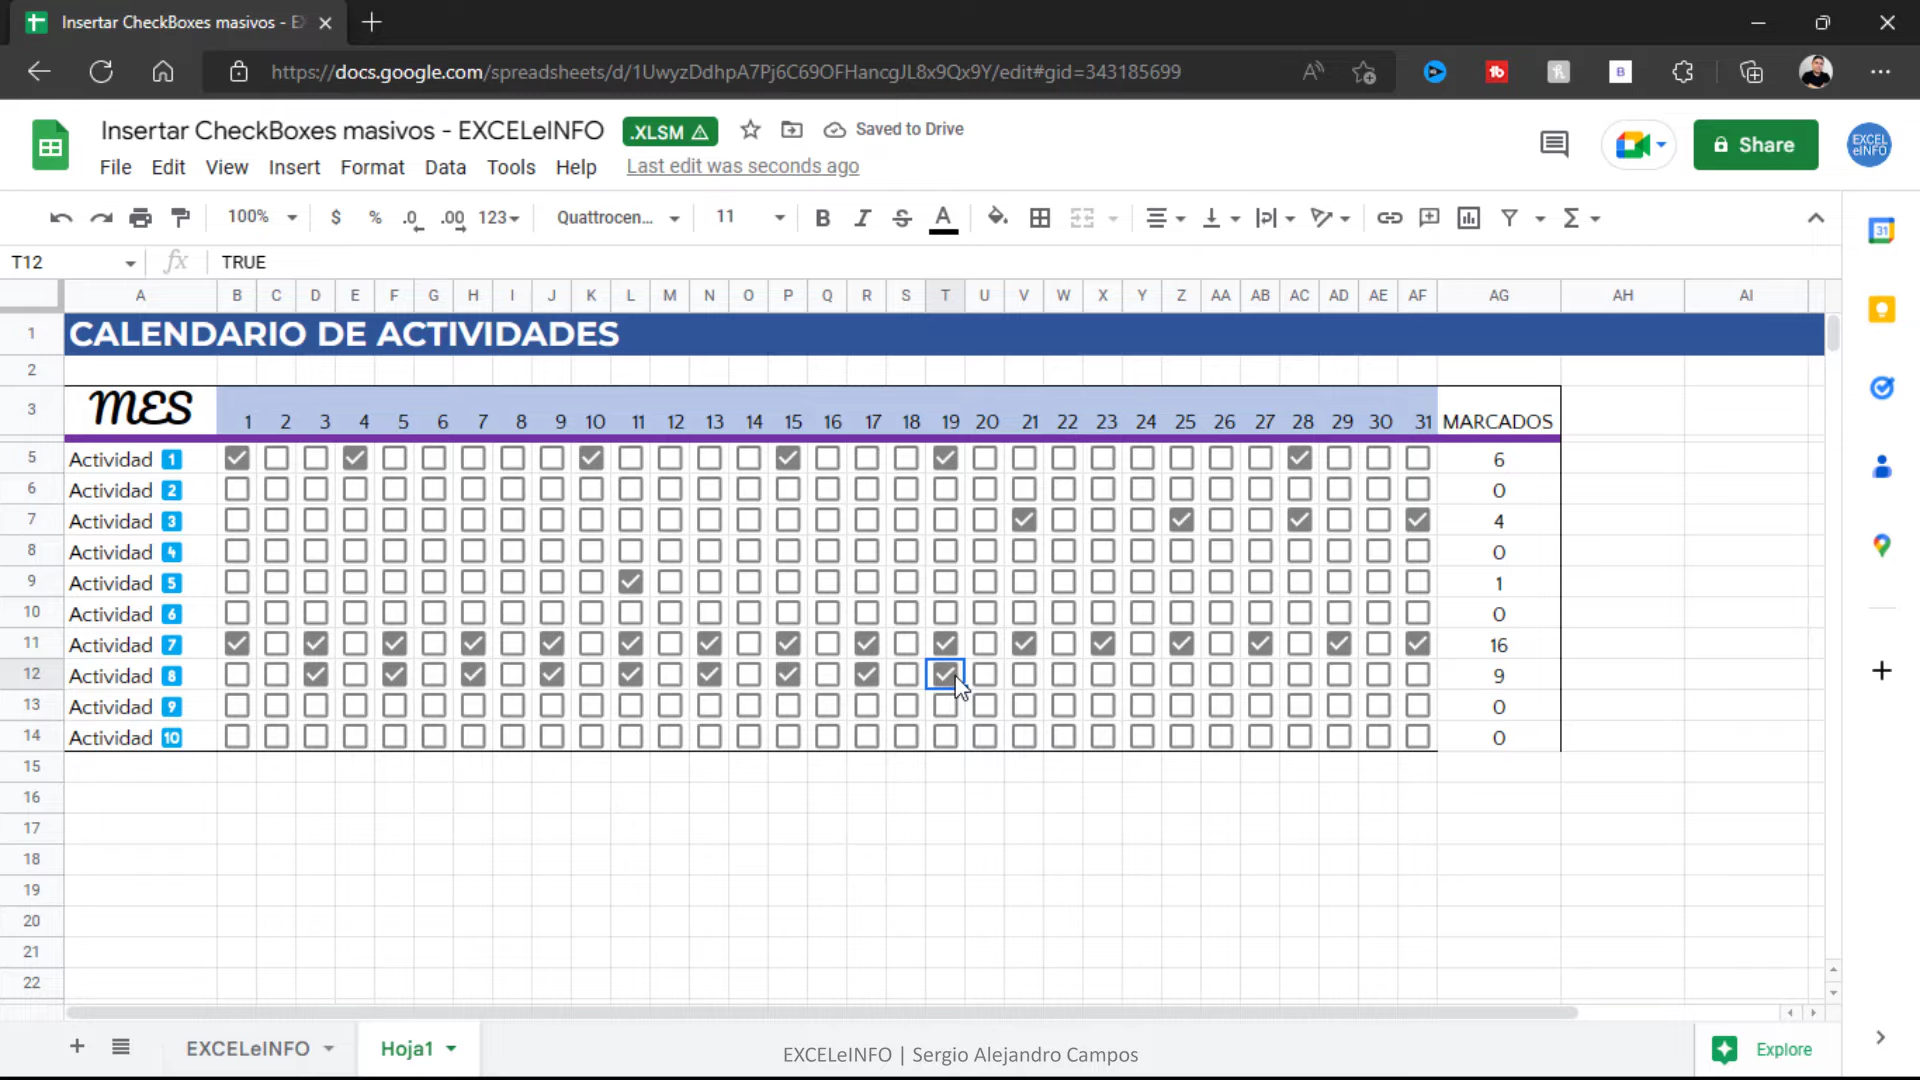 Insertar CheckBoxes masivos - E
https://docs.google.com/spreadsheets/d/1UwyzDdhpA7Pj6C69OFHancgJL8x9Qx9Y/edit#gid=343185699
Insertar CheckBoxes masivos - EXCELeINFO .XLSM Saved to Drive
File Edit View Insert Format Data Tools Help Last edit was seconds ago
Share
EXCEL eINFO
100% $ % .0 .00 123 Quattrocen... 11 B I S A
T12 fx TRUE
A B C D E F G H I J K L M N O P Q R S T U V W X Y Z AA AB AC AD AE AF AG AH AI
1 CALENDARIO DE ACTIVIDADES
2
3 MES 1 2 3 4 5 6 7 8 9 10 11 12 13 14 15 16 17 18 19 20 21 22 23 24 25 26 27 28 29 30 31 MARCADOS
5 Actividad 1 6
6 Actividad 2 0
7 Actividad 3 4
8 Actividad 4 0
9 Actividad 5 1
10 Actividad 6 0
11 Actividad 7 16
12 Actividad 8 9
13 Actividad 9 0
14 Actividad 10 0
15
16
17
18
19
20
21
22
EXCELeINFO Hoja1 Explore
EXCELeINFO | Sergio Alejandro Campos